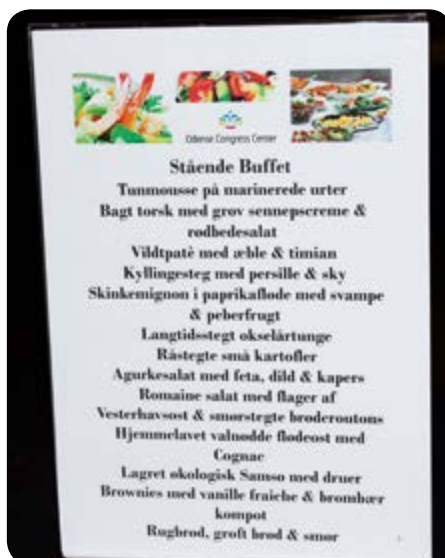 Odense Congress Center
Stående Buffet
Tunmousse på marinerede urter
Bagt torsk med grov sennepscreme &
rødbedesalat
Vildtpatè med æble & timian
Kyllingesteg med persille & sky
Skinkemignon i paprikafløde med svampe
& peberfrugt
Langtidsstegt okselårtunge
Råstegte små kartofler
Agurkesalat med feta, dild & kapers
Romaine salat med flager af
Vesterhavsost & smørstegte brøderoutons
Hjemmelavet valnødde flødeost med
Cognac
Lagret økologisk Samsø med druer
Brownies med vanille fraiche & brombær
kompot
Rugbrød, groft brød & smør